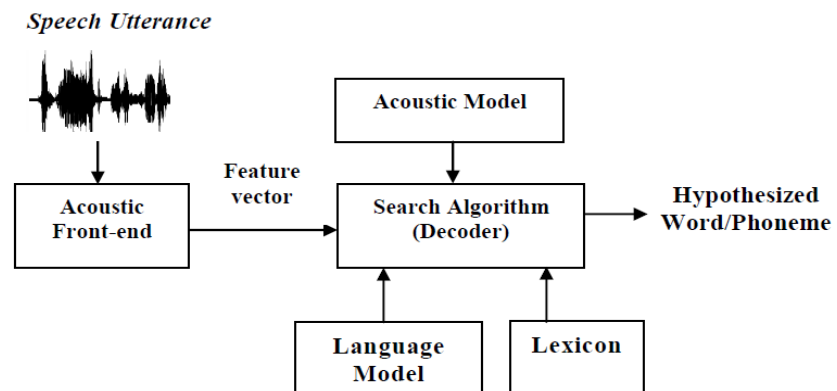 Speech Utterance
Acoustic Model
Feature
vector
Acoustic
Front-end
Search Algorithm
(Decoder)
Hypothesized
Word/Phoneme
Language
Model
Lexicon